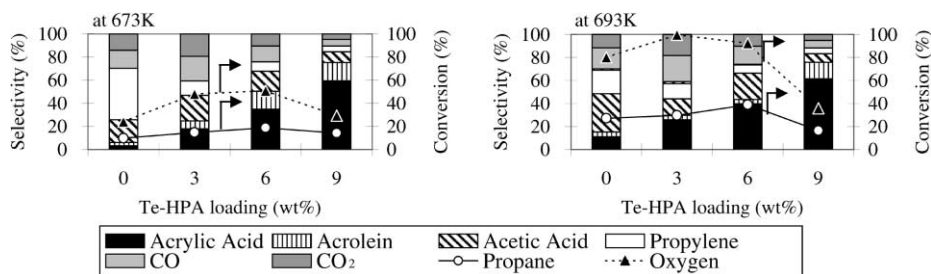 at 673K
at 693K
Selectivity (%)
100
80
60
40
20
0
100
80
60
40
20
0
Conversion (%)
0 3 6 9
Te-HPA loading (wt%)
Selectivity (%)
100
80
60
40
20
0
100
80
60
40
20
0
Conversion (%)
0 3 6 9
Te-HPA loading (wt%)
Acrylic Acid Acrolein Acetic Acid Propylene
CO CO₂ Propane Oxygen